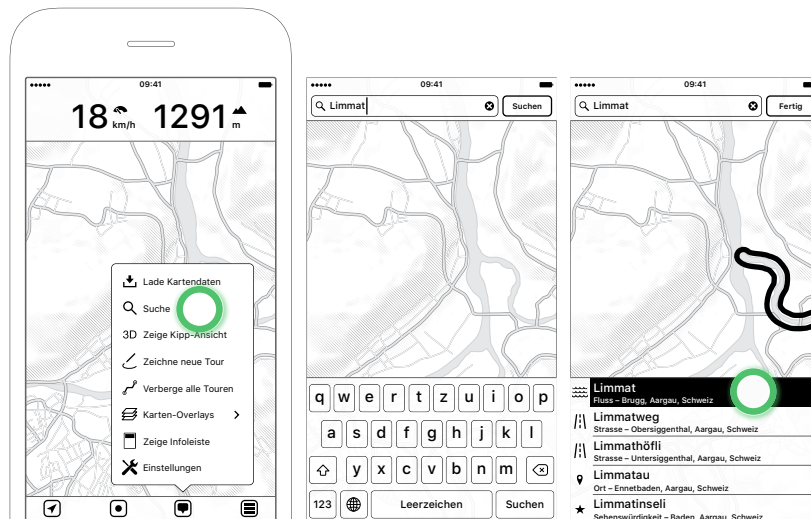 09:41
18 km/h 1291 m
Lade Kartendaten
Suche
3D Zeige Kipp-Ansicht
Zeichne neue Tour
Verberge alle Touren
Karten-Overlays
Zeige Infoleiste
Einstellungen
09:41
Limmat Suchen
q w e r t z u i o p
a s d f g h j k l
y x c v b n m
123 Leerzeichen Suchen
09:41
Limmat Fertig
Limmat
Fluss – Brugg, Aargau, Schweiz
Limmatweg
Strasse – Obersiggenthal, Aargau, Schweiz
Limmathöfli
Strasse – Untersiggenthal, Aargau, Schweiz
Limmatau
Ort – Ennetbaden, Aargau, Schweiz
Limmatinseli
Sehenswürdigkeit – Baden, Aargau, Schweiz